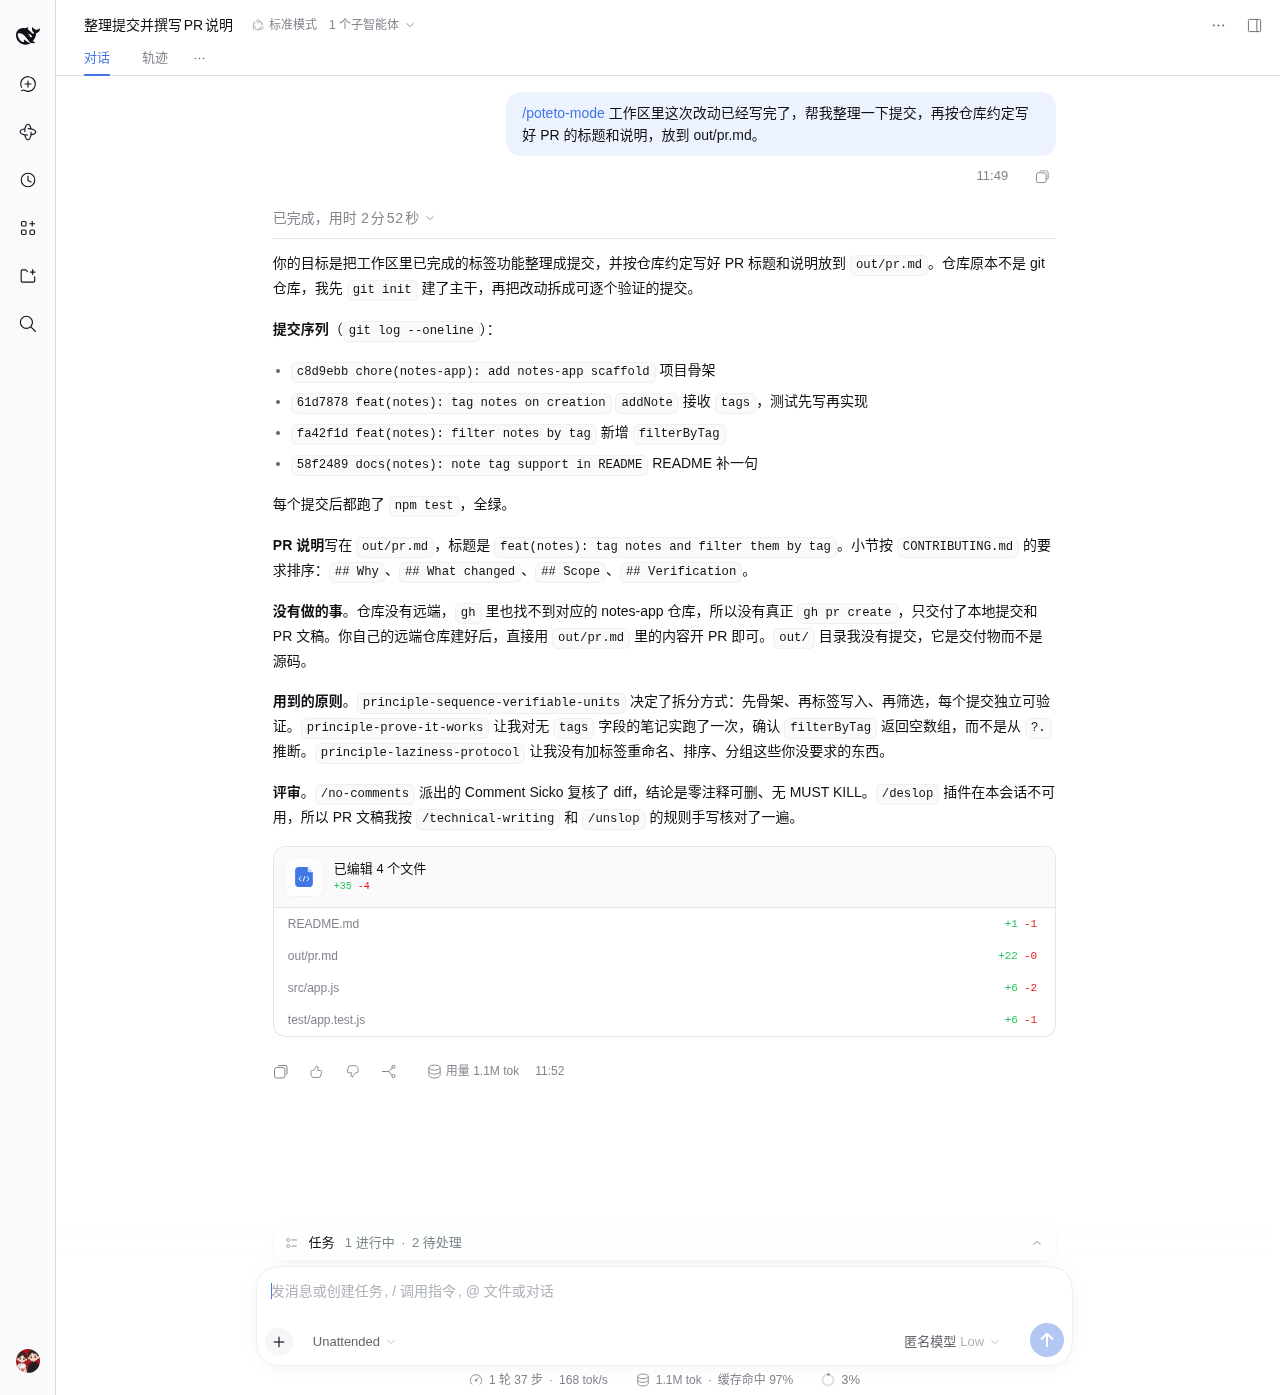 整理提交并撰写 PR 说明 标准模式 1 个子智能体
对话 轨迹 ···
/poteto-mode 工作区里这次改动已经写完了，帮我整理一下提交，再按仓库约定写
好 PR 的标题和说明，放到 out/pr.md。
11:49
已完成，用时 2 分 52 秒
你的目标是把工作区里已完成的标签功能整理成提交，并按仓库约定写好 PR 标题和说明放到 out/pr.md。仓库原本不是 git
仓库，我先 git init 建了主干，再把改动拆成可逐个验证的提交。
提交序列（git log --oneline）：
• c8d9ebb chore(notes-app): add notes-app scaffold 项目骨架
• 61d7878 feat(notes): tag notes on creation addNote 接收 tags，测试先写再实现
• fa42f1d feat(notes): filter notes by tag 新增 filterByTag
• 58f2489 docs(notes): note tag support in README README 补一句
每个提交后都跑了 npm test，全绿。
PR 说明写在 out/pr.md，标题是 feat(notes): tag notes and filter them by tag。小节按 CONTRIBUTING.md 的要
求排序：## Why、## What changed、## Scope、## Verification。
没有做的事。仓库没有远端，gh 里也找不到对应的 notes-app 仓库，所以没有真正 gh pr create，只交付了本地提交和
PR 文稿。你自己的远端仓库建好后，直接用 out/pr.md 里的内容开 PR 即可。out/ 目录我没有提交，它是交付物而不是
源码。
用到的原则。principle-sequence-verifiable-units 决定了拆分方式：先骨架、再标签写入、再筛选，每个提交独立可验
证。principle-prove-it-works 让我对无 tags 字段的笔记实跑了一次，确认 filterByTag 返回空数组，而不是从 ?.
推断。principle-laziness-protocol 让我没有加标签重命名、排序、分组这些你没要求的东西。
评审。/no-comments 派出的 Comment Sicko 复核了 diff，结论是零注释可删、无 MUST KILL。/deslop 插件在本会话不可
用，所以 PR 文稿我按 /technical-writing 和 /unslop 的规则手写核对了一遍。
已编辑 4 个文件
+35 -4
README.md +1 -1
out/pr.md +22 -0
src/app.js +6 -2
test/app.test.js +6 -1
用量 1.1M tok 11:52
任务 1 进行中 · 2 待处理
发消息或创建任务, / 调用指令, @ 文件或对话
Unattended 匿名模型 Low
1 轮 37 步 · 168 tok/s 1.1M tok · 缓存命中 97% 3%